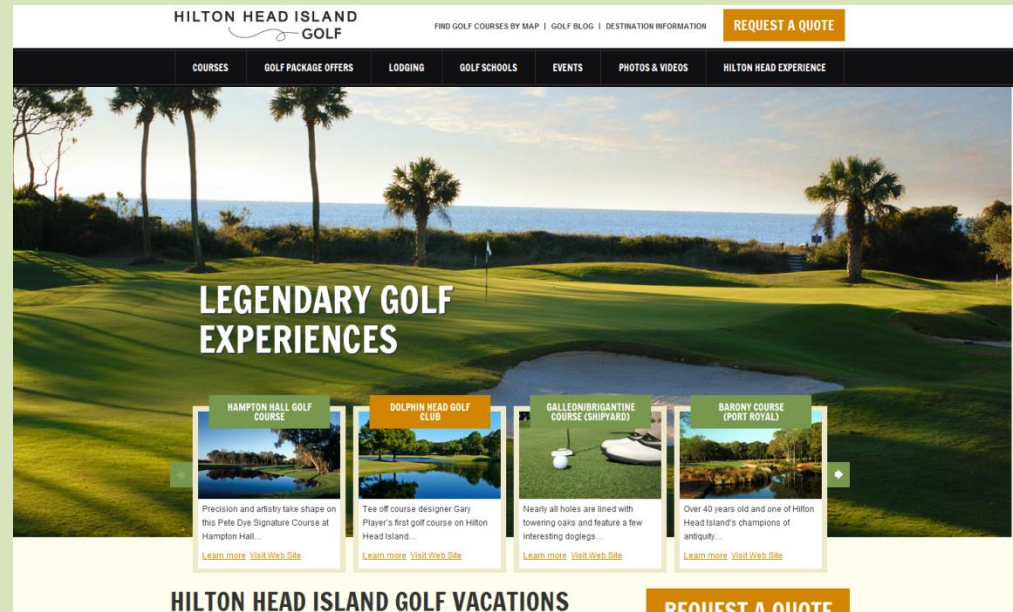 HILTON HEAD ISLAND
GOLF
FIND GOLF COURSES BY MAP | GOLF BLOG | DESTINATION INFORMATION
REQUEST A QUOTE
COURSES GOLF PACKAGE OFFERS LODGING GOLF SCHOOLS EVENTS PHOTOS & VIDEOS HILTON HEAD EXPERIENCE
LEGENDARY GOLF
EXPERIENCES
HAMPTON HALL GOLF
COURSE
Precision and artistry take shape on
this Pete Dye Signature Course at
Hampton Hall...
Learn more Visit Web Site
DOLPHIN HEAD GOLF
CLUB
Tee off course designer Gary
Player's first golf course on Hilton
Head Island...
Learn more Visit Web Site
GALLEON/BRIGANTINE
COURSE (SHIPYARD)
Nearly all holes are lined with
towering oaks and feature a few
interesting doglegs...
Learn more Visit Web Site
BARONY COURSE
(PORT ROYAL)
Over 40 years old and one of Hilton
Head Island's champions of
antiquity...
Learn more Visit Web Site
HILTON HEAD ISLAND GOLF VACATIONS
REQUEST A QUOTE